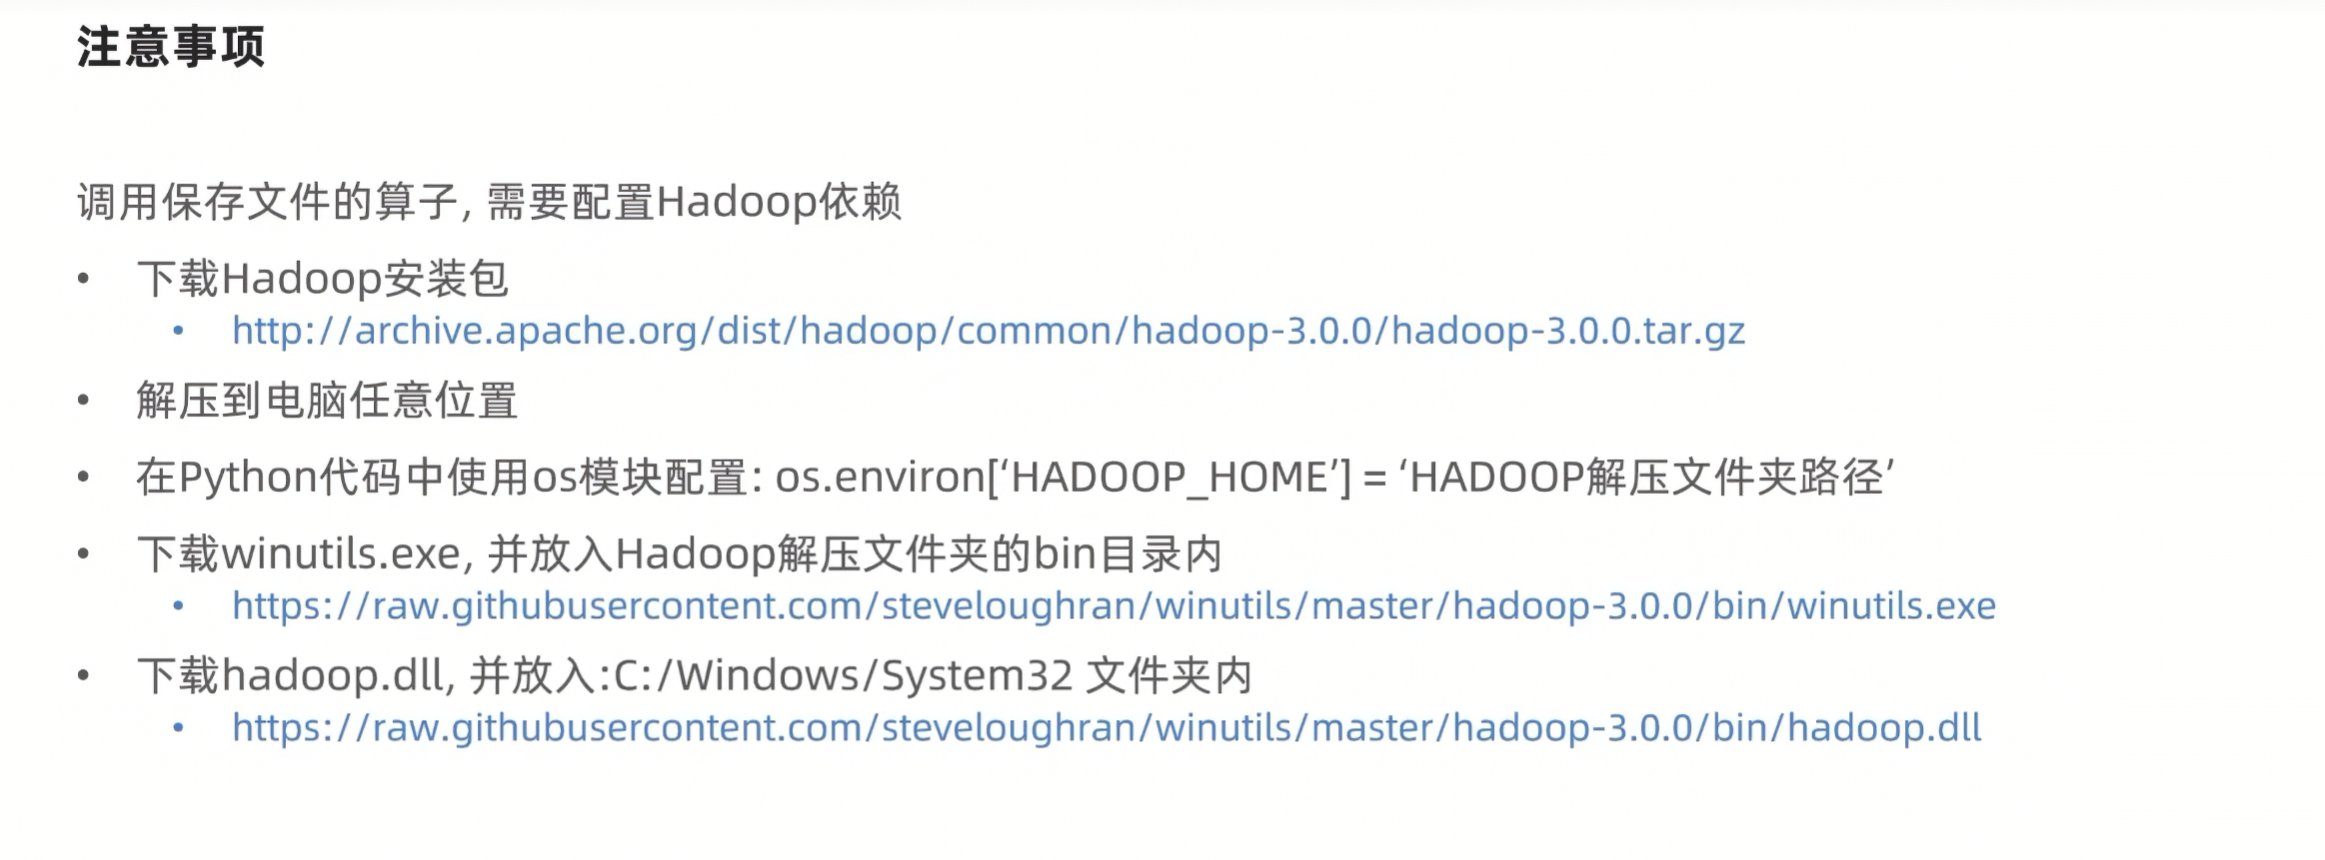 注意事项
调用保存文件的算子, 需要配置Hadoop依赖
• 下载Hadoop安装包
• http://archive.apache.org/dist/hadoop/common/hadoop-3.0.0/hadoop-3.0.0.tar.gz
• 解压到电脑任意位置
• 在Python代码中使用os模块配置: os.environ[‘HADOOP_HOME’] = ‘HADOOP解压文件夹路径’
• 下载winutils.exe, 并放入Hadoop解压文件夹的bin目录内
• https://raw.githubusercontent.com/steveloughran/winutils/master/hadoop-3.0.0/bin/winutils.exe
• 下载hadoop.dll, 并放入:C:/Windows/System32 文件夹内
• https://raw.githubusercontent.com/steveloughran/winutils/master/hadoop-3.0.0/bin/hadoop.dll